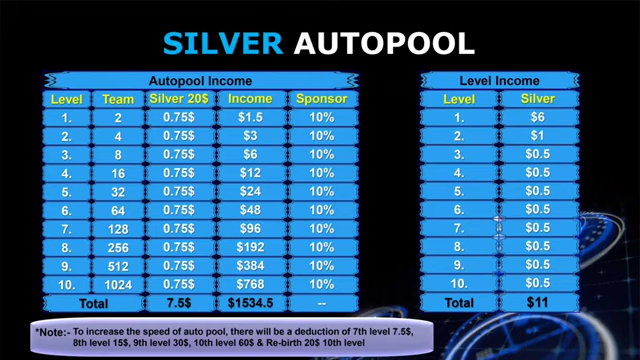 SILVER AUTOPOOL
Autopool Income
Level Team Silver 20$ Income Sponsor
1. 2 0.75$ $1.5 10%
2. 4 0.75$ $3 10%
3. 8 0.75$ $6 10%
4. 16 0.75$ $12 10%
5. 32 0.75$ $24 10%
6. 64 0.75$ $48 10%
7. 128 0.75$ $96 10%
8. 256 0.75$ $192 10%
9. 512 0.75$ $384 10%
10. 1024 0.75$ $768 10%
Total 7.5$ $1534.5 --
Level Income
Level Silver
1. $6
2. $1
3. $0.5
4. $0.5
5. $0.5
6. $0.5
7. $0.5
8. $0.5
9. $0.5
10. $0.5
Total $11
*Note:- To increase the speed of auto pool, there will be a deduction of 7th level 7.5$,
8th level 15$, 9th level 30$, 10th level 60$ & Re-birth 20$ 10th level